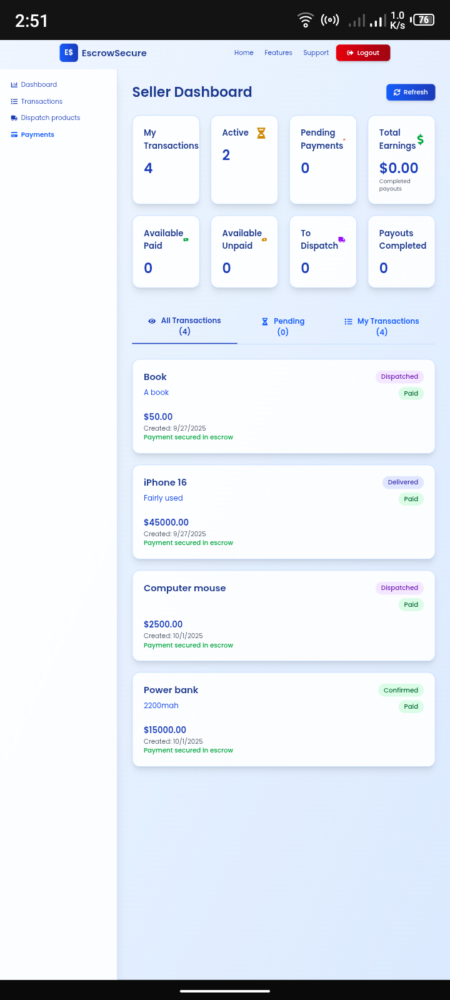 2:51
1.0
K/s
76
E$ EscrowSecure
Home Features Support Logout
Dashboard
Transactions
Dispatch products
Payments
Seller Dashboard
Refresh
My
Transactions
4
Active
2
Pending
Payments
0
Total
Earnings
$0.00
Completed
payouts
Available
Paid
0
Available
Unpaid
0
To
Dispatch
0
Payouts
Completed
0
All Transactions
(4)
Pending
(0)
My Transactions
(4)
Book
Dispatched
A book
Paid
$50.00
Created: 9/27/2025
Payment secured in escrow
iPhone 16
Delivered
Fairly used
Paid
$45000.00
Created: 9/27/2025
Payment secured in escrow
Computer mouse
Dispatched
Paid
$2500.00
Created: 10/1/2025
Payment secured in escrow
Power bank
Confirmed
2200mah
Paid
$15000.00
Created: 10/1/2025
Payment secured in escrow